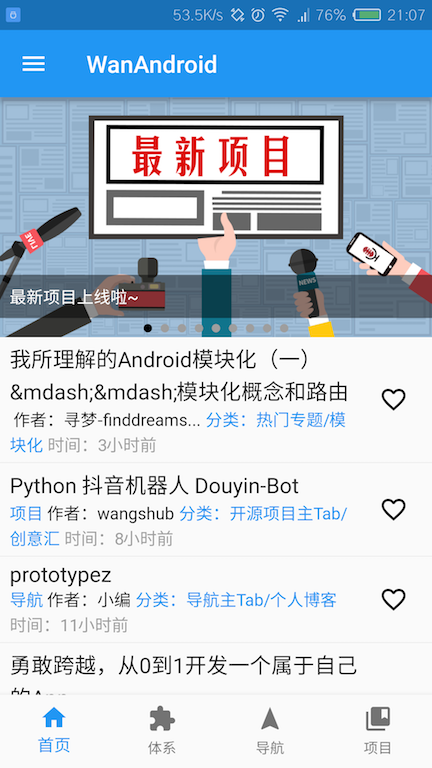 53.5K/s 76% 21:07
WanAndroid
最新项目
LIVE
NEWS
最新项目上线啦~
我所理解的Android模块化（一）
&mdash;&mdash;模块化概念和路由
作者：寻梦-finddreams... 分类：热门专题/模
块化 时间：3小时前
Python 抖音机器人 Douyin-Bot
项目 作者：wangshub 分类：开源项目主Tab/
创意汇 时间：8小时前
prototypez
导航 作者：小编 分类：导航主Tab/个人博客
时间：11小时前
勇敢跨越，从0到1开发一个属于自己
的App
首页 体系 导航 项目